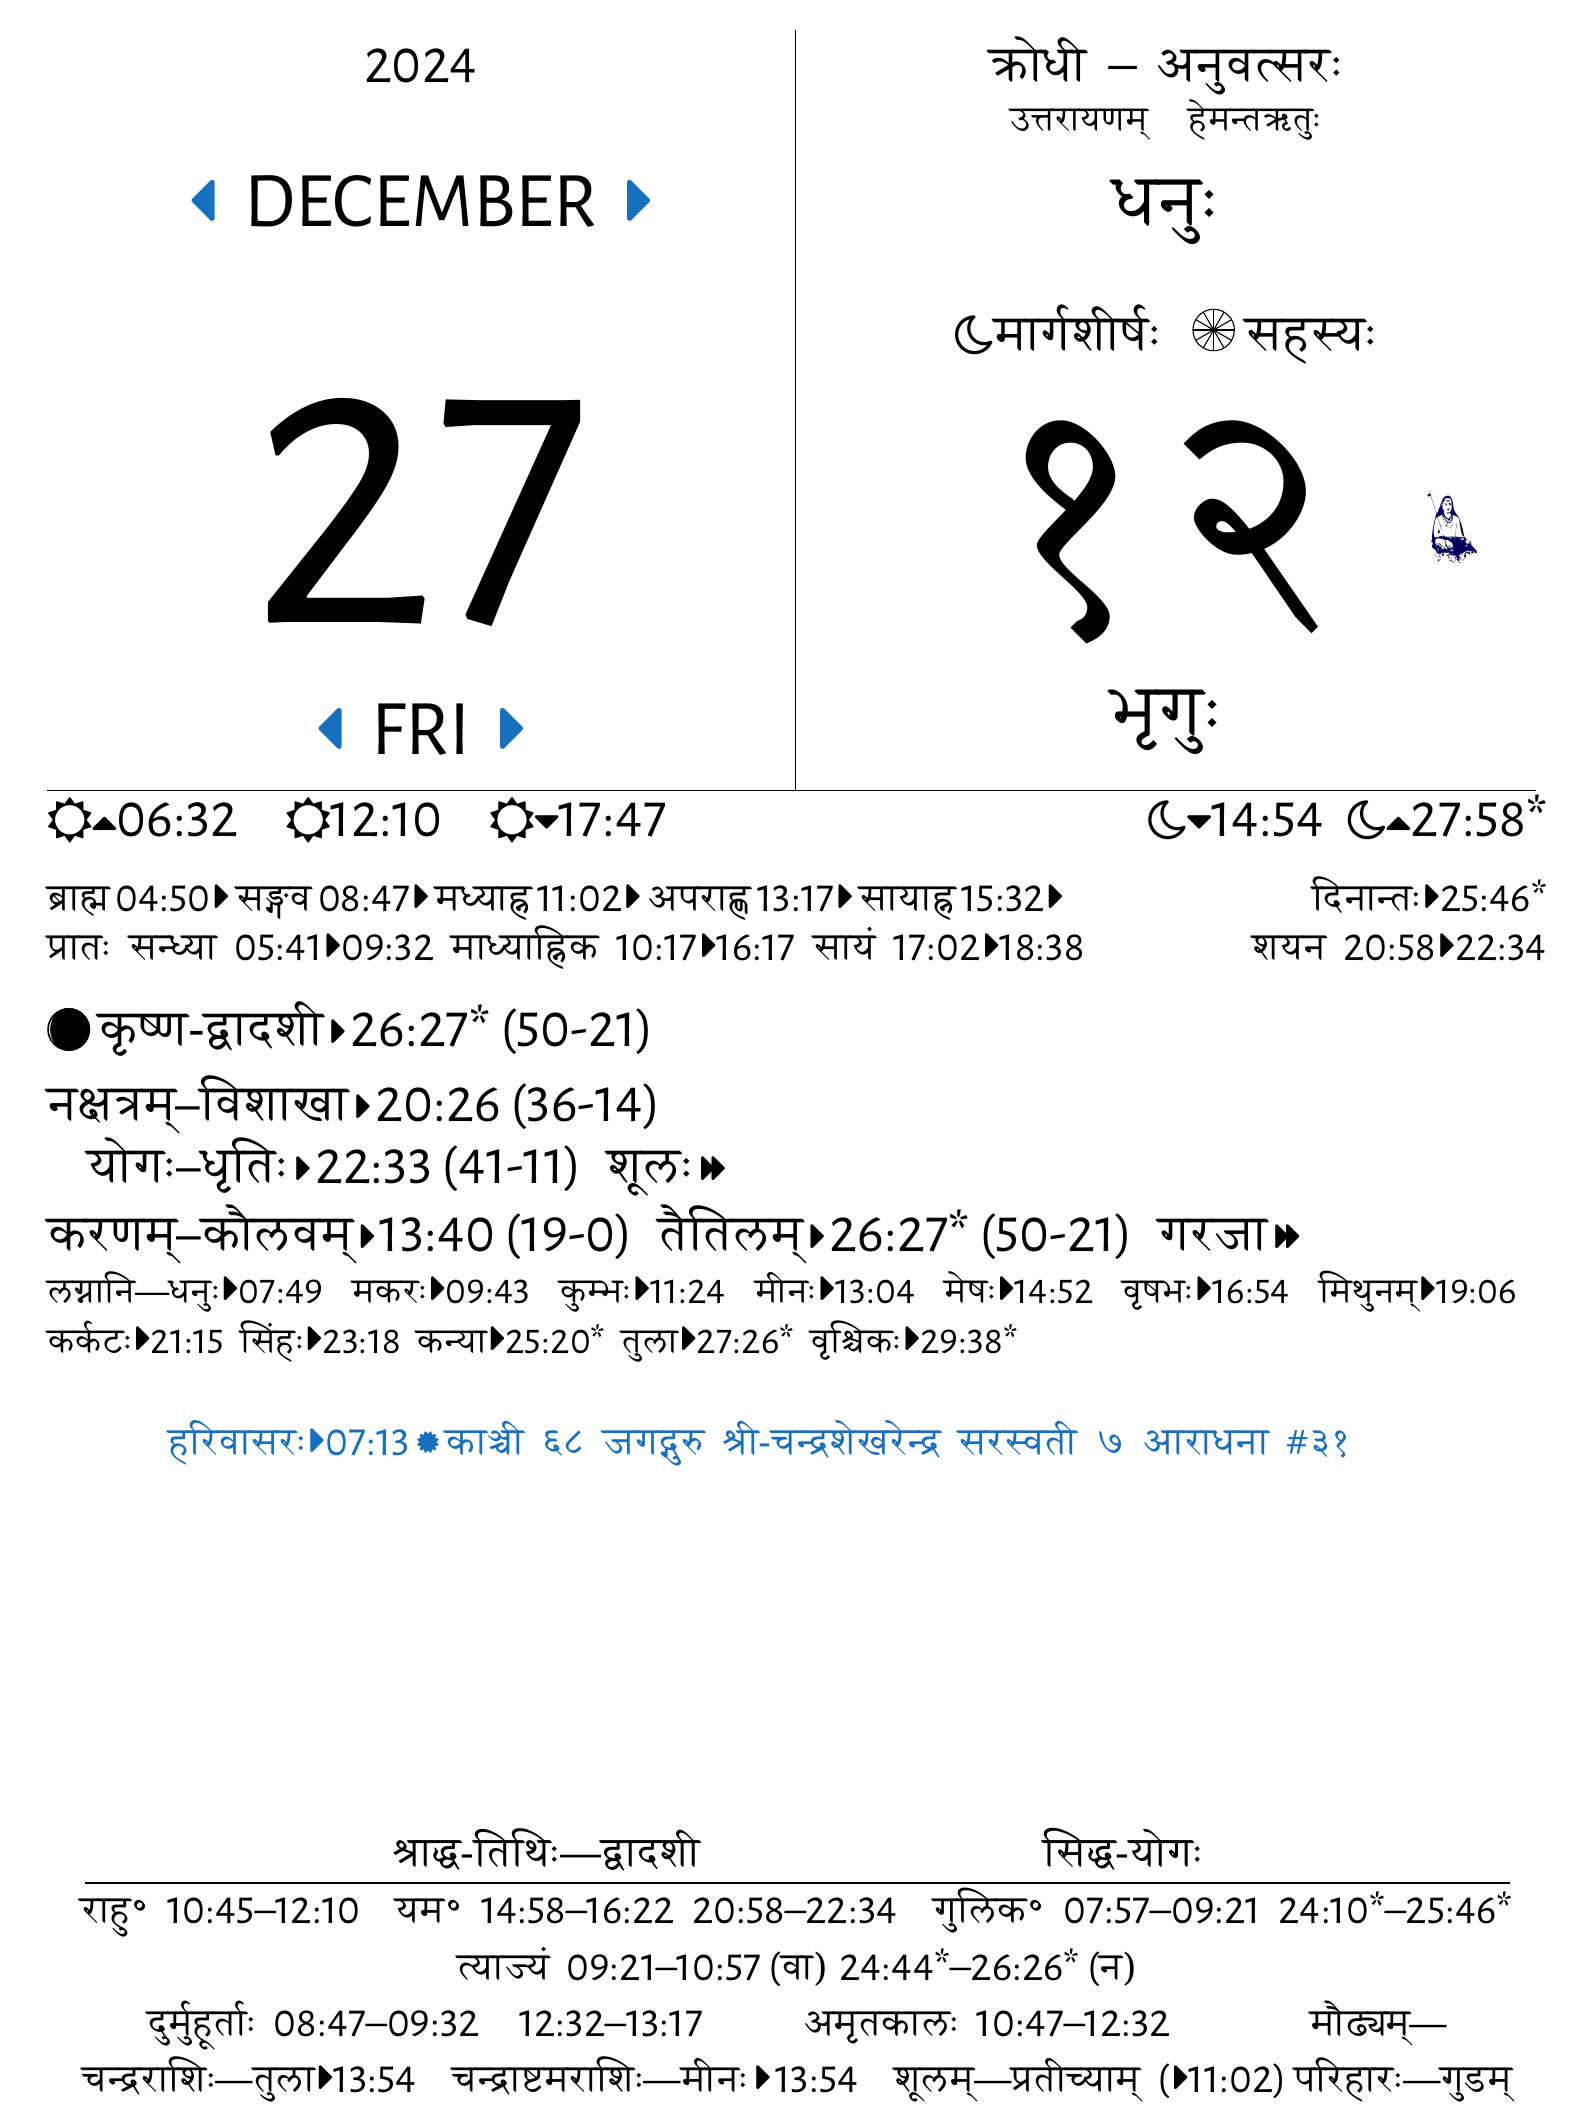 2024
DECEMBER
27
FRI
क्रोधी – अनुवत्सरः
उत्तरायणम् हेमन्तऋतुः
धनुः
मार्गशीर्षः सहस्यः
१२
भृगुः
06:32 12:10 17:47 14:54 27:58*
ब्राह्म 04:50 सङ्गव 08:47 मध्याह्न 11:02 अपराह्ण 13:17 सायाह्न 15:32 दिनान्तः 25:46*
प्रातः सन्ध्या 05:41 09:32 माध्याह्निक 10:17 16:17 सायं 17:02 18:38 शयन 20:58 22:34
कृष्ण-द्वादशी 26:27* (50-21)
नक्षत्रम्–विशाखा 20:26 (36-14)
योगः–धृतिः 22:33 (41-11) शूलः
करणम्–कौलवम् 13:40 (19-0) तैतिलम् 26:27* (50-21) गरजा
लग्नानि—धनुः 07:49 मकरः 09:43 कुम्भः 11:24 मीनः 13:04 मेषः 14:52 वृषभः 16:54 मिथुनम् 19:06
कर्कटः 21:15 सिंहः 23:18 कन्या 25:20* तुला 27:26* वृश्चिकः 29:38*
हरिवासरः 07:13 काञ्ची ६८ जगद्गुरु श्री-चन्द्रशेखरेन्द्र सरस्वती ७ आराधना #३१
श्राद्ध-तिथिः—द्वादशी सिद्ध-योगः
राहु॰ 10:45–12:10 यम॰ 14:58–16:22 20:58–22:34 गुलिक॰ 07:57–09:21 24:10*–25:46*
त्याज्यं 09:21–10:57 (वा) 24:44*–26:26* (न)
दुर्मुहूर्ताः 08:47–09:32 12:32–13:17 अमृतकालः 10:47–12:32 मौढ्यम्—
चन्द्रराशिः—तुला 13:54 चन्द्राष्टमराशिः—मीनः 13:54 शूलम्—प्रतीच्याम् (11:02) परिहारः—गुडम्